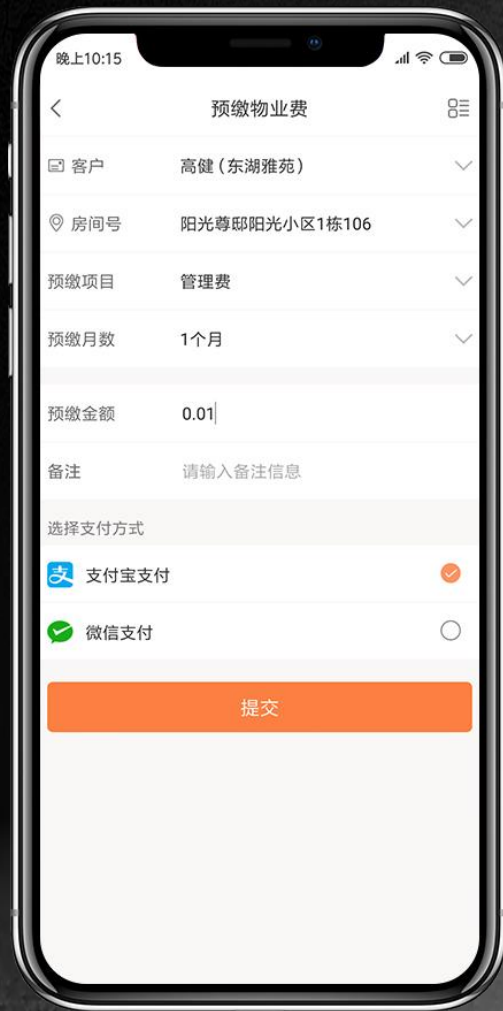 晚上10:15
预缴物业费
客户 高健（东湖雅苑）
房间号 阳光尊邸阳光小区1栋106
预缴项目 管理费
预缴月数 1个月
预缴金额 0.01
备注 请输入备注信息
选择支付方式
支 支付宝支付
微信支付
提交